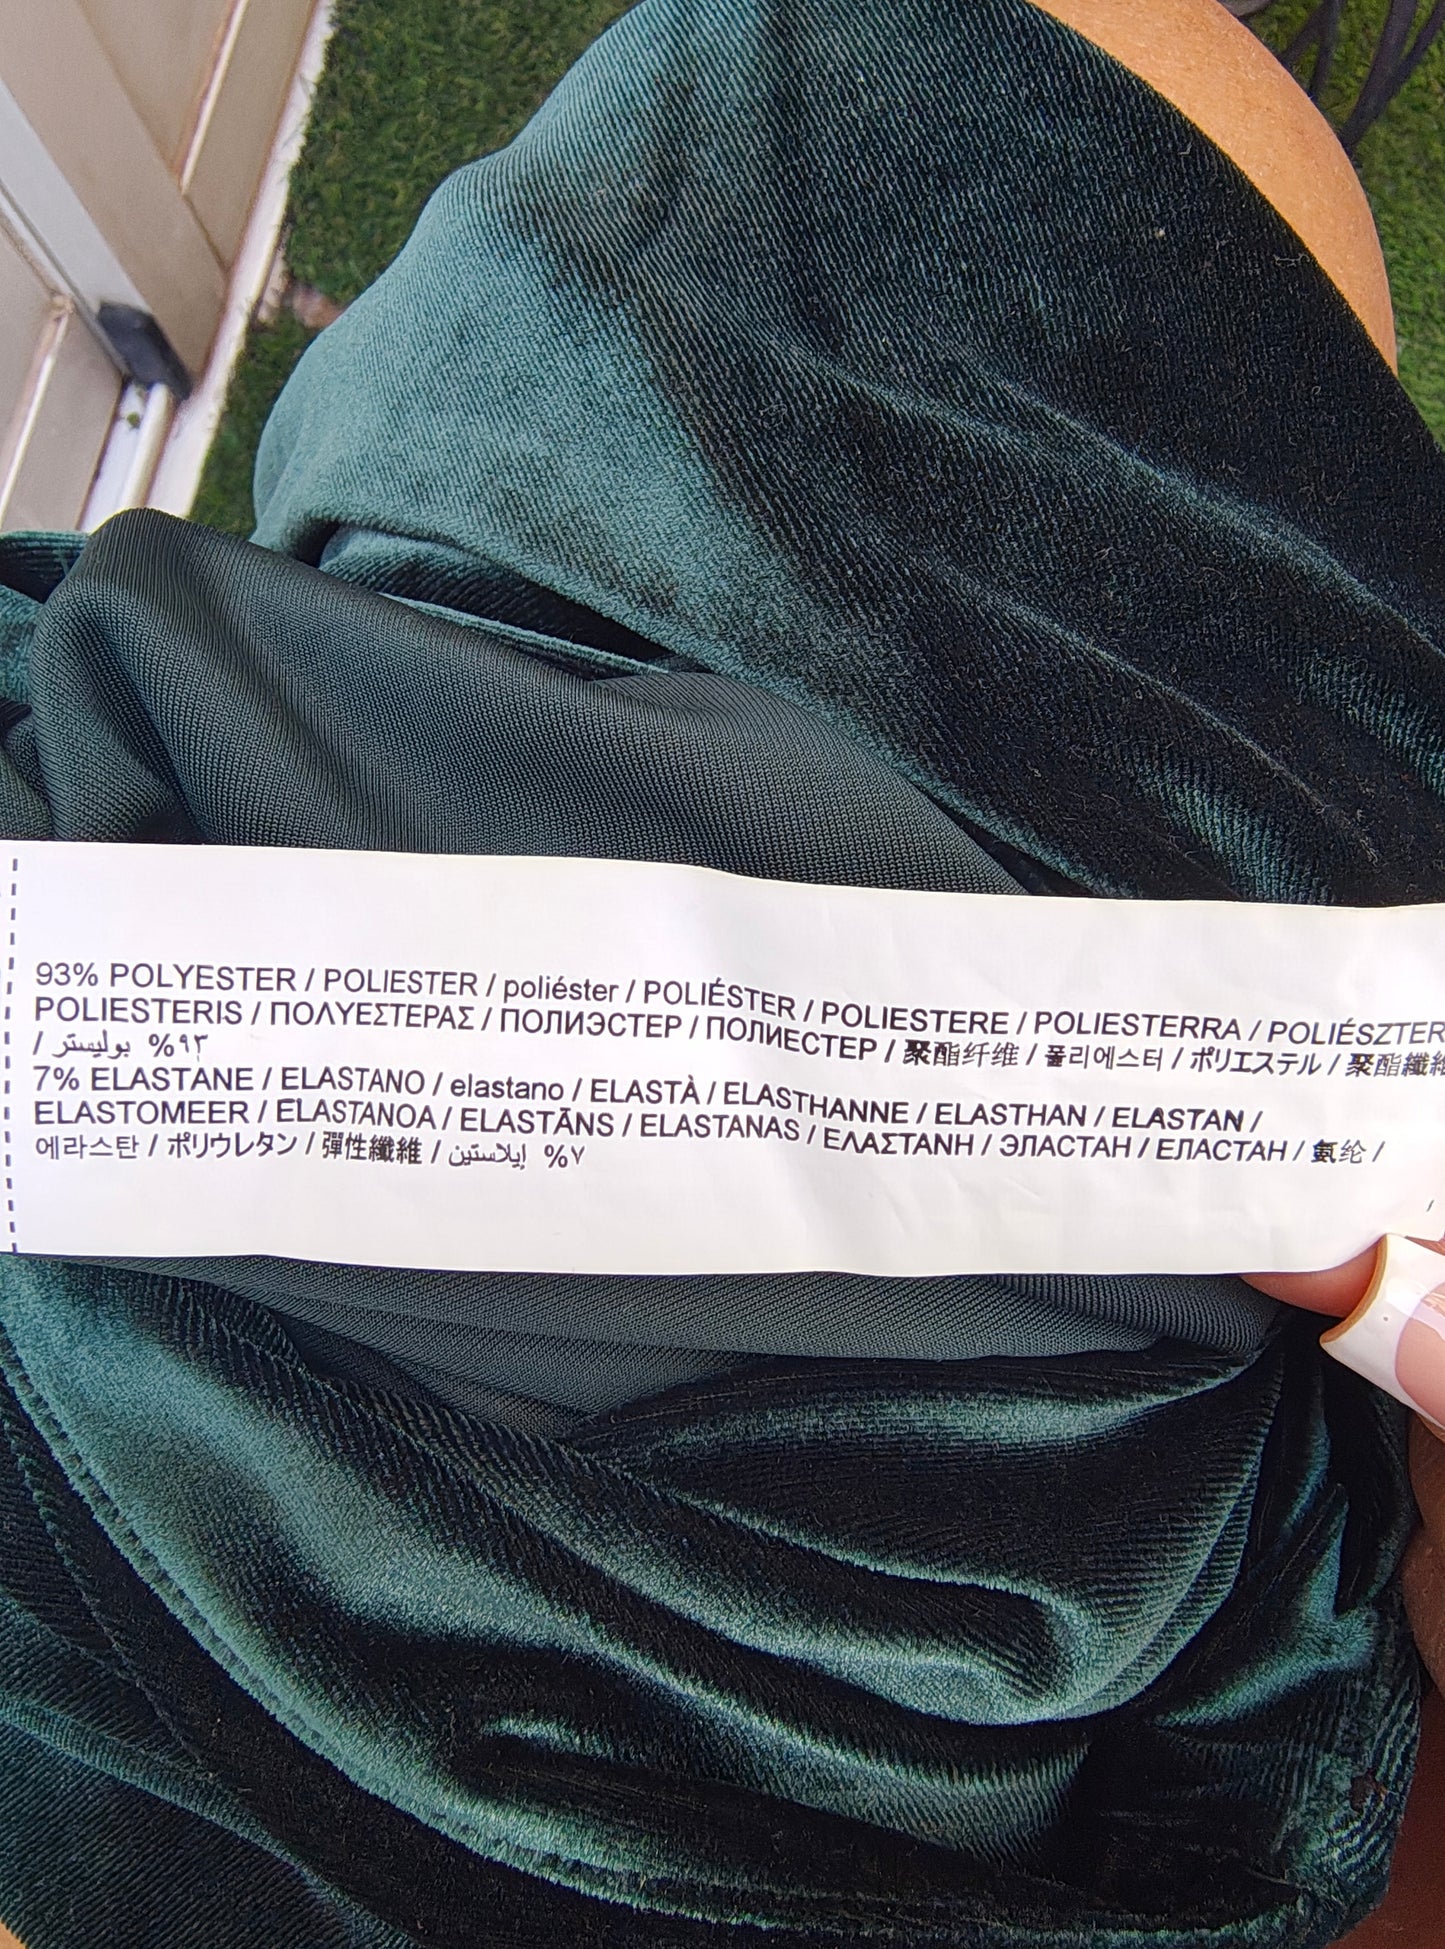 93% POLYESTER / POLIESTER / poliéster / POLIÉSTER / POLIESTERE / POLIESTERRA / POLIÉSZTER
POLIESTERIS / ΠΟΛΥΕΣΤΕΡΑΣ / ПОЛИЭСТЕР / ПОЛИЕСТЕР / 聚酯纤维 / 폴리에스터 / ポリエステル / 聚酯纖維
/ بوليستر %٩٣
7% ELASTANE / ELASTANO / elastano / ELASTÀ / ELASTHANNE / ELASTHAN / ELASTAN /
ELASTOMEER / ELASTANOA / ELASTĀNS / ELASTANAS / ΕΛΑΣΤΑΝΗ / ЭЛАСТАН / ЕЛАСТАН / 氨纶 /
에라스탄 / ポリウレタン / 彈性纖維 / إيلاستين %٧